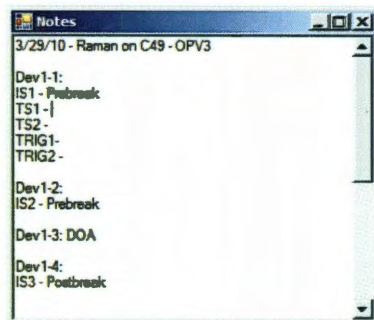 Notes
3/29/10 - Raman on C49 - OPV3
Dev1-1:
IS1 - Prebreak
TS1 -
TS2 -
TRIG1-
TRIG2 -
Dev1-2:
IS2 - Prebreak
Dev1-3: DOA
Dev1-4:
IS3 - Postbreak